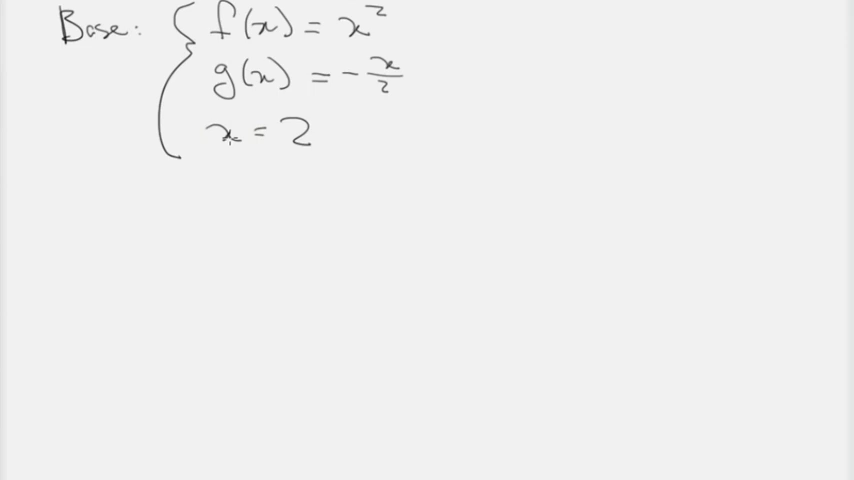 Base: { f(x) = x²
g(x) = -x/2
x = 2